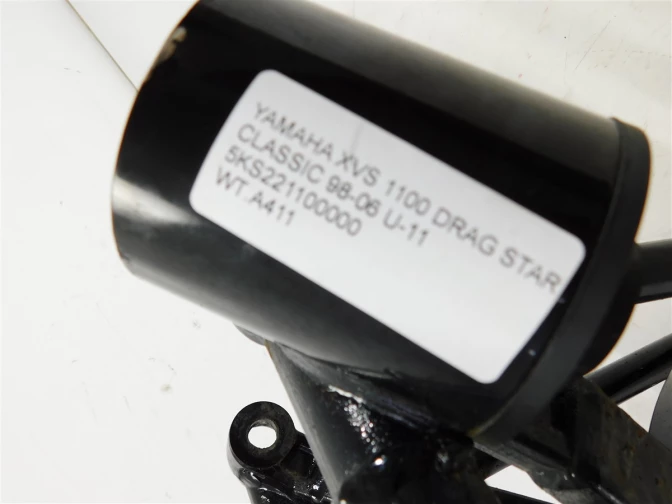 YAMAHA XVS 1100 DRAG STAR
CLASSIC 98-06 U-11
5KS221100000
WT.A411